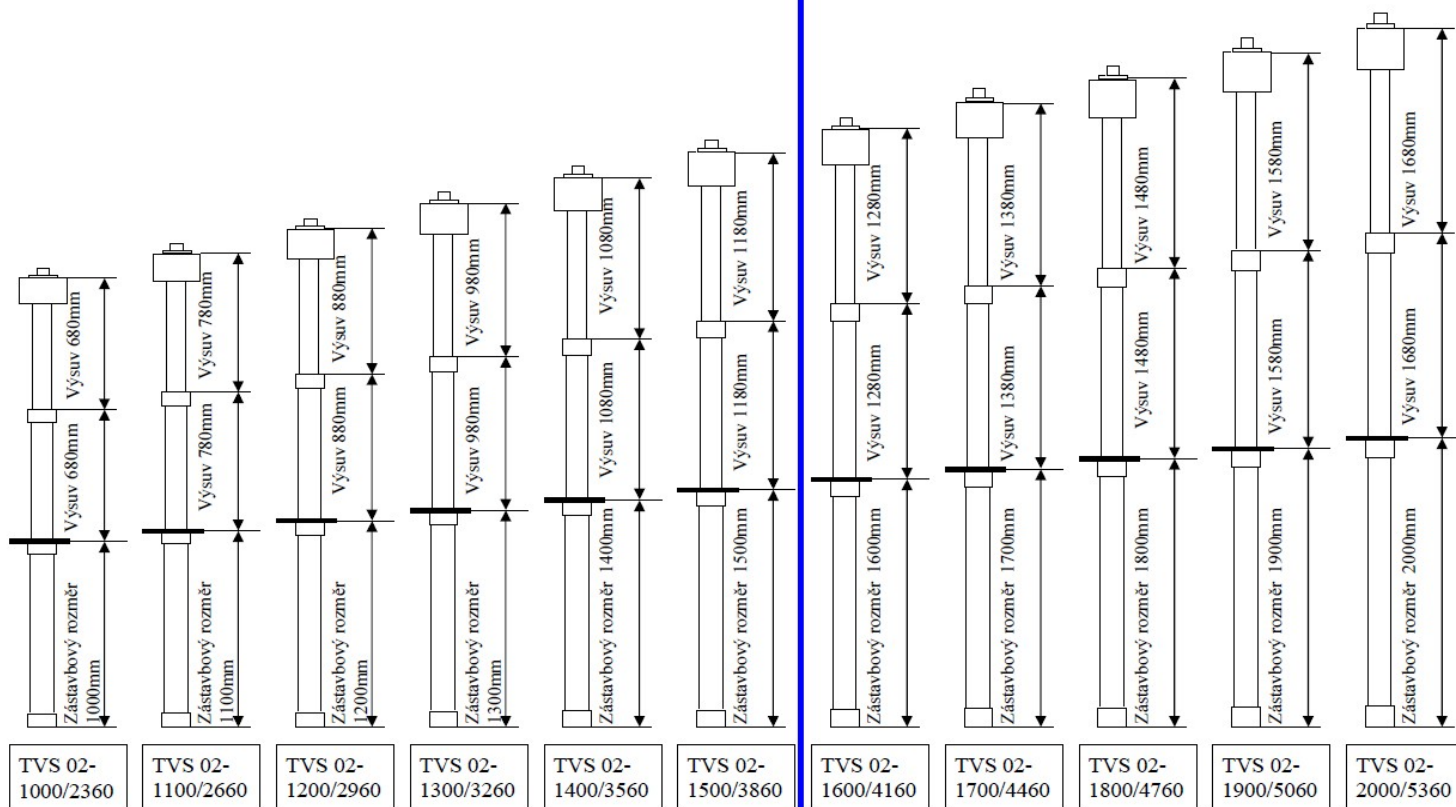 Výsuv 680mm
Výsuv 680mm
Zástavbový rozměr
1000mm
TVS 02-
1000/2360
Výsuv 780mm
Výsuv 780mm
Zástavbový rozměr
1100mm
TVS 02-
1100/2660
Výsuv 880mm
Výsuv 880mm
Zástavbový rozměr
1200mm
TVS 02-
1200/2960
Výsuv 980mm
Výsuv 980mm
Zástavbový rozměr
1300mm
TVS 02-
1300/3260
Výsuv 1080mm
Výsuv 1080mm
Zástavbový rozměr 1400mm
TVS 02-
1400/3560
Výsuv 1180mm
Výsuv 1180mm
Zástavbový rozměr 1500mm
TVS 02-
1500/3860
Výsuv 1280mm
Výsuv 1280mm
Zástavbový rozměr 1600mm
TVS 02-
1600/4160
Výsuv 1380mm
Výsuv 1380mm
Zástavbový rozměr 1700mm
TVS 02-
1700/4460
Výsuv 1480mm
Výsuv 1480mm
Zástavbový rozměr 1800mm
TVS 02-
1800/4760
Výsuv 1580mm
Výsuv 1580mm
Zástavbový rozměr 1900mm
TVS 02-
1900/5060
Výsuv 1680mm
Výsuv 1680mm
Zástavbový rozměr 2000mm
TVS 02-
2000/5360